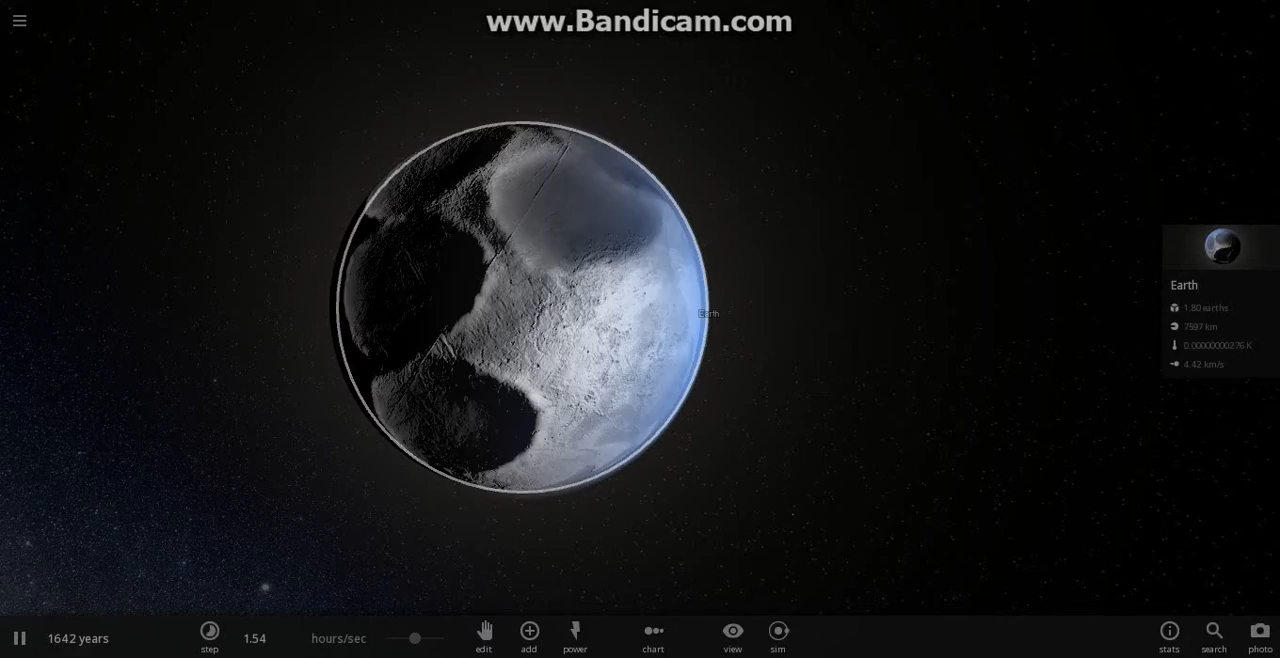 www.Bandicam.com
Earth
Earth
1.80 earths
7597 km
0.00000000276 K
4.42 km/s
1642 years
step
1.54
hours/sec
edit
add
power
chart
view
sim
stats
search
photo